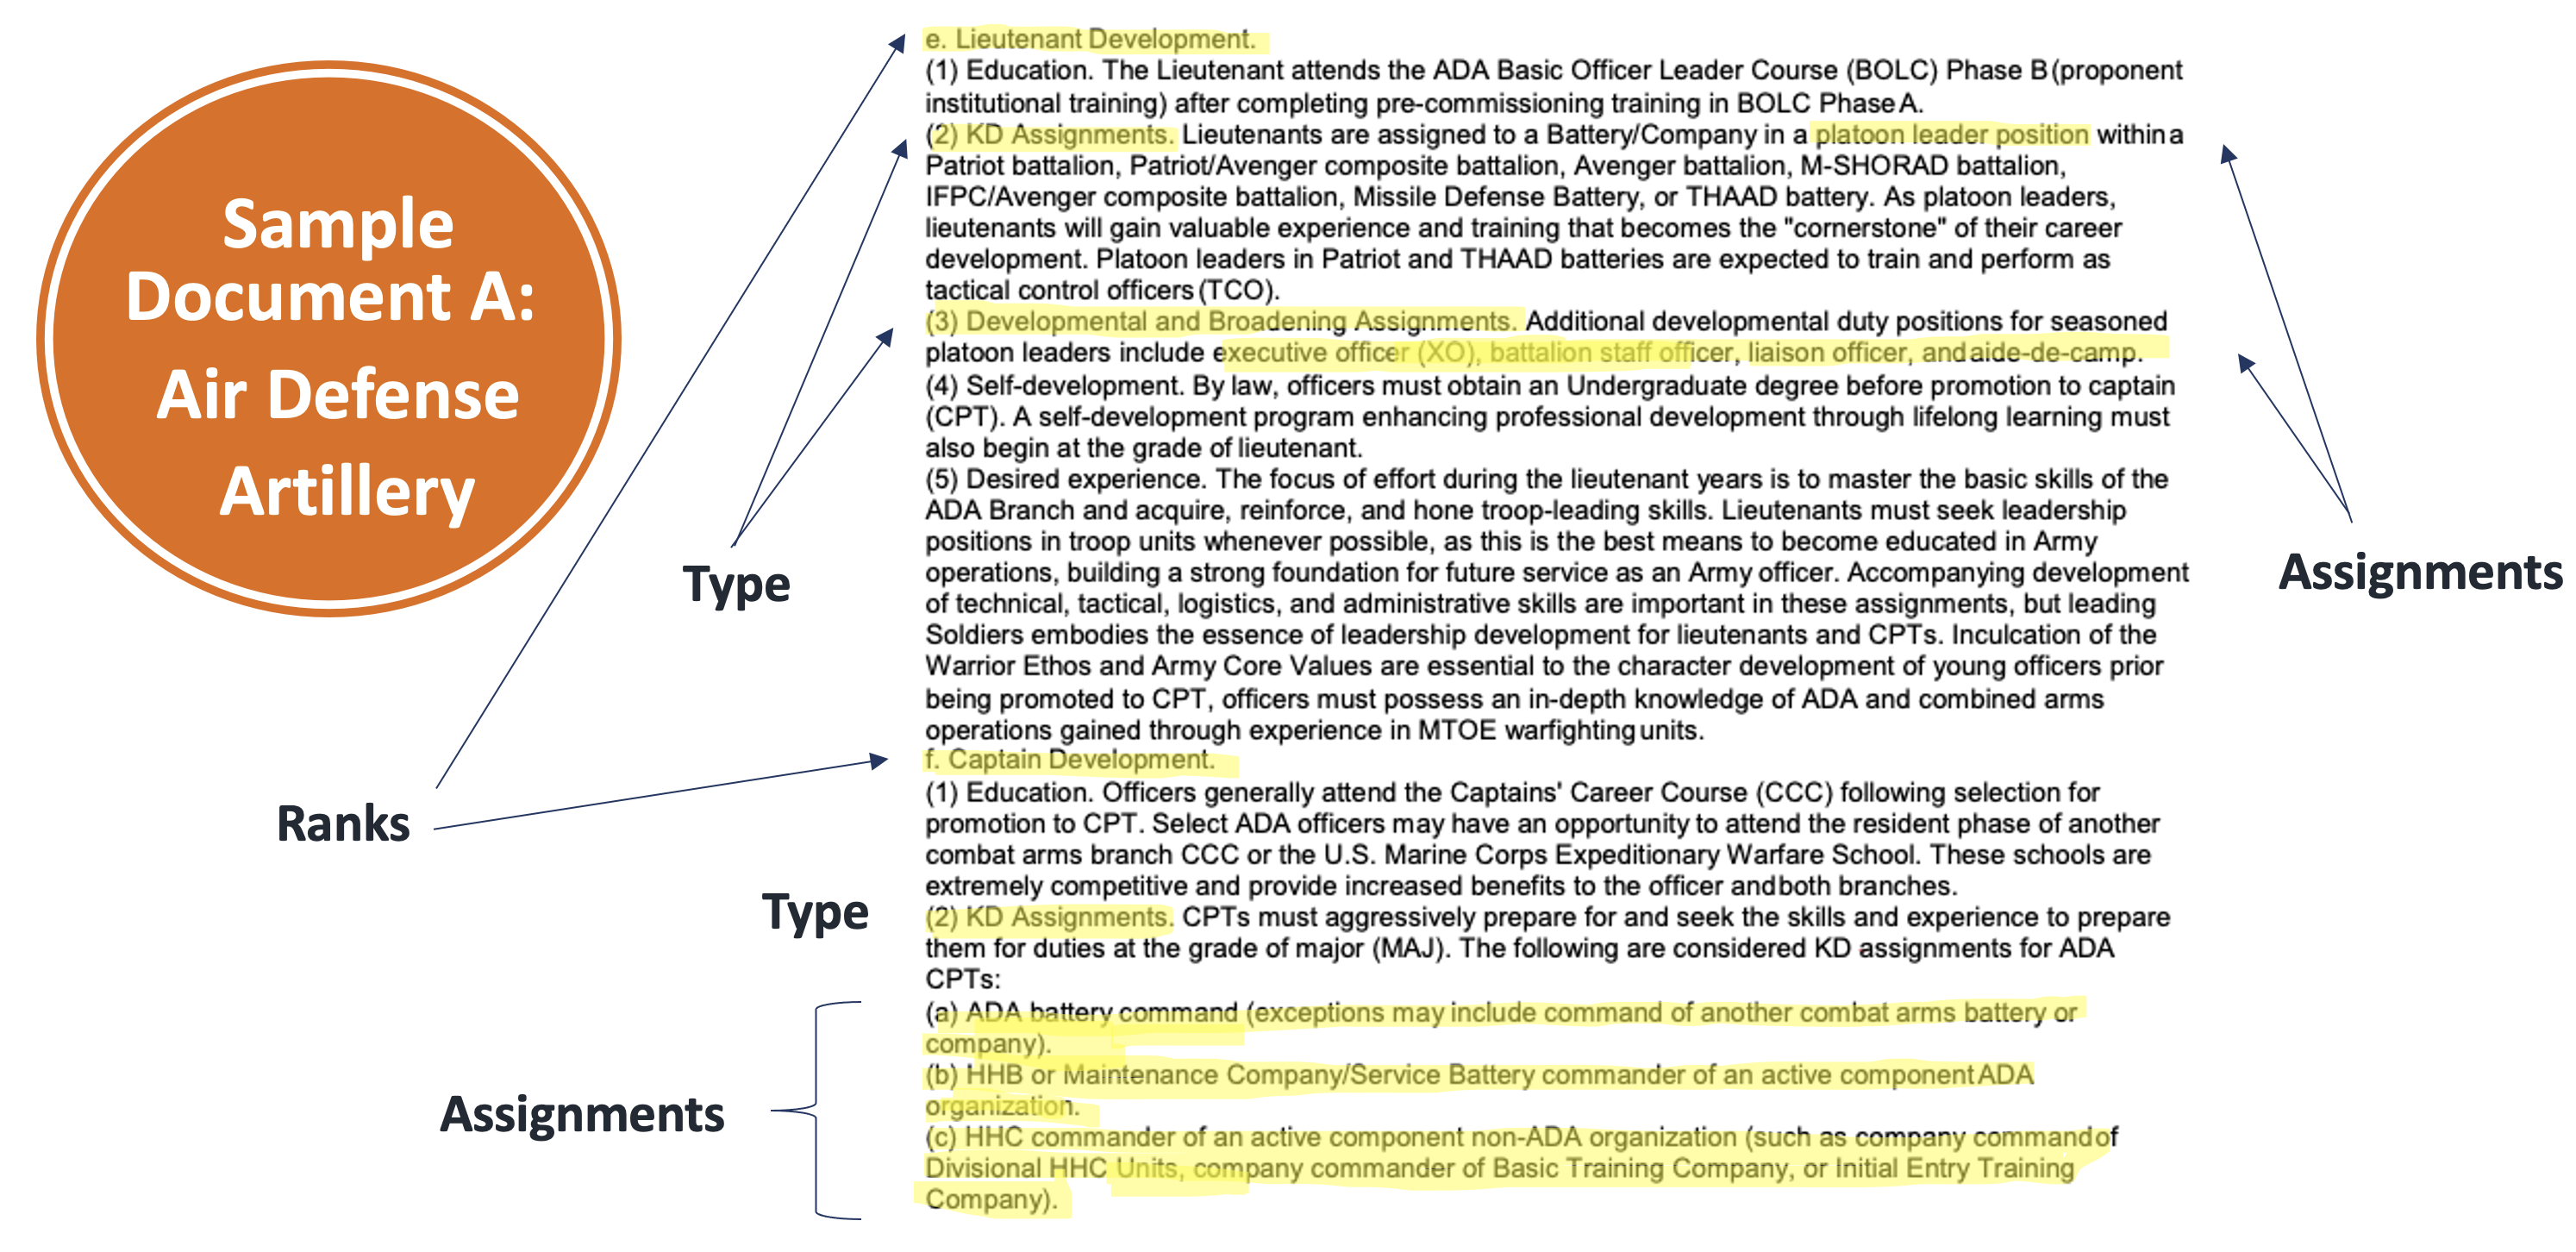 Sample
Document A:
Air Defense
Artillery
Type
Ranks
Type
Assignments
Assignments
e. Lieutenant Development.
(1) Education. The Lieutenant attends the ADA Basic Officer Leader Course (BOLC) Phase B (proponent
institutional training) after completing pre-commissioning training in BOLC Phase A.
(2) KD Assignments. Lieutenants are assigned to a Battery/Company in a platoon leader position within a
Patriot battalion, Patriot/Avenger composite battalion, Avenger battalion, M-SHORAD battalion,
IFPC/Avenger composite battalion, Missile Defense Battery, or THAAD battery. As platoon leaders,
lieutenants will gain valuable experience and training that becomes the "cornerstone" of their career
development. Platoon leaders in Patriot and THAAD batteries are expected to train and perform as
tactical control officers (TCO).
(3) Developmental and Broadening Assignments. Additional developmental duty positions for seasoned
platoon leaders include executive officer (XO), battalion staff officer, liaison officer, and aide-de-camp.
(4) Self-development. By law, officers must obtain an Undergraduate degree before promotion to captain
(CPT). A self-development program enhancing professional development through lifelong learning must
also begin at the grade of lieutenant.
(5) Desired experience. The focus of effort during the lieutenant years is to master the basic skills of the
ADA Branch and acquire, reinforce, and hone troop-leading skills. Lieutenants must seek leadership
positions in troop units whenever possible, as this is the best means to become educated in Army
operations, building a strong foundation for future service as an Army officer. Accompanying development
of technical, tactical, logistics, and administrative skills are important in these assignments, but leading
Soldiers embodies the essence of leadership development for lieutenants and CPTs. Inculcation of the
Warrior Ethos and Army Core Values are essential to the character development of young officers prior
being promoted to CPT, officers must possess an in-depth knowledge of ADA and combined arms
operations gained through experience in MTOE warfighting units.
f. Captain Development.
(1) Education. Officers generally attend the Captains' Career Course (CCC) following selection for
promotion to CPT. Select ADA officers may have an opportunity to attend the resident phase of another
combat arms branch CCC or the U.S. Marine Corps Expeditionary Warfare School. These schools are
extremely competitive and provide increased benefits to the officer and both branches.
(2) KD Assignments. CPTs must aggressively prepare for and seek the skills and experience to prepare
them for duties at the grade of major (MAJ). The following are considered KD assignments for ADA
CPTs:
(a) ADA battery command (exceptions may include command of another combat arms battery or
company).
(b) HHB or Maintenance Company/Service Battery commander of an active component ADA
organization.
(c) HHC commander of an active component non-ADA organization (such as company command of
Divisional HHC Units, company commander of Basic Training Company, or Initial Entry Training
Company).